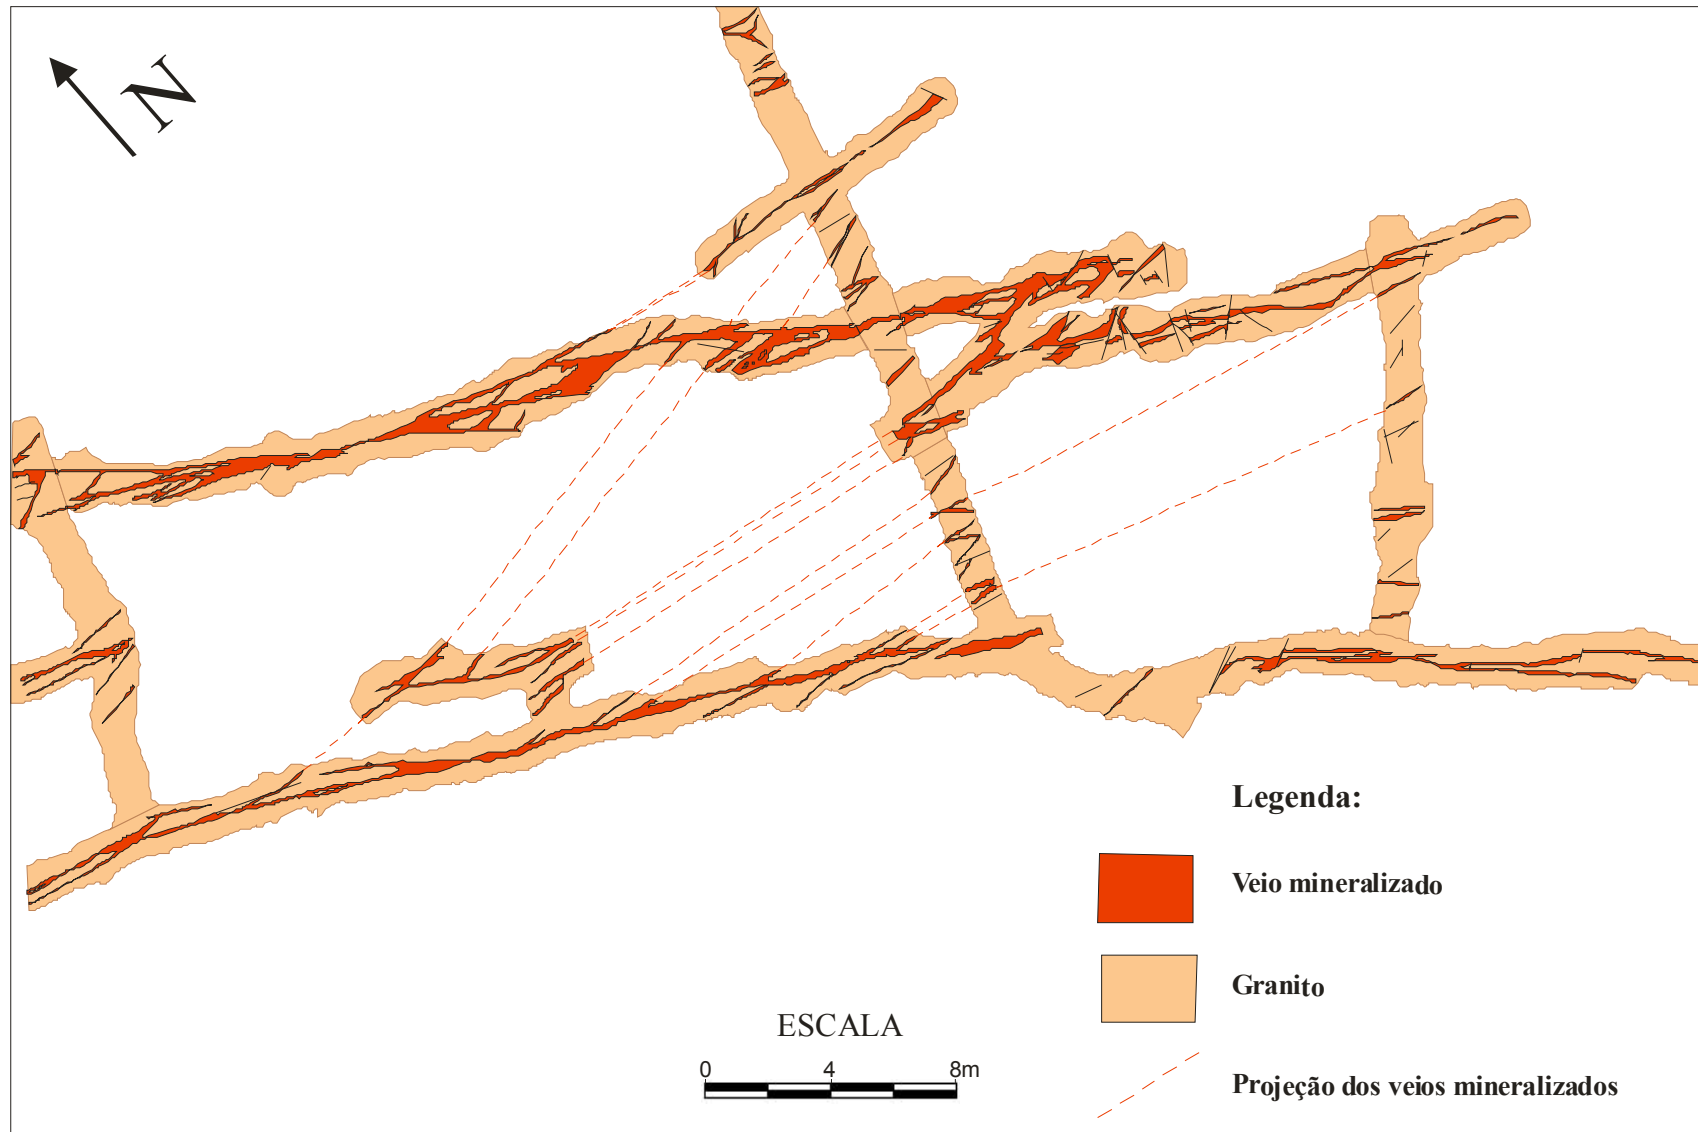 N
Legenda:
Veio mineralizado
Granito
Projeção dos veios mineralizados
ESCALA
0 4 8m